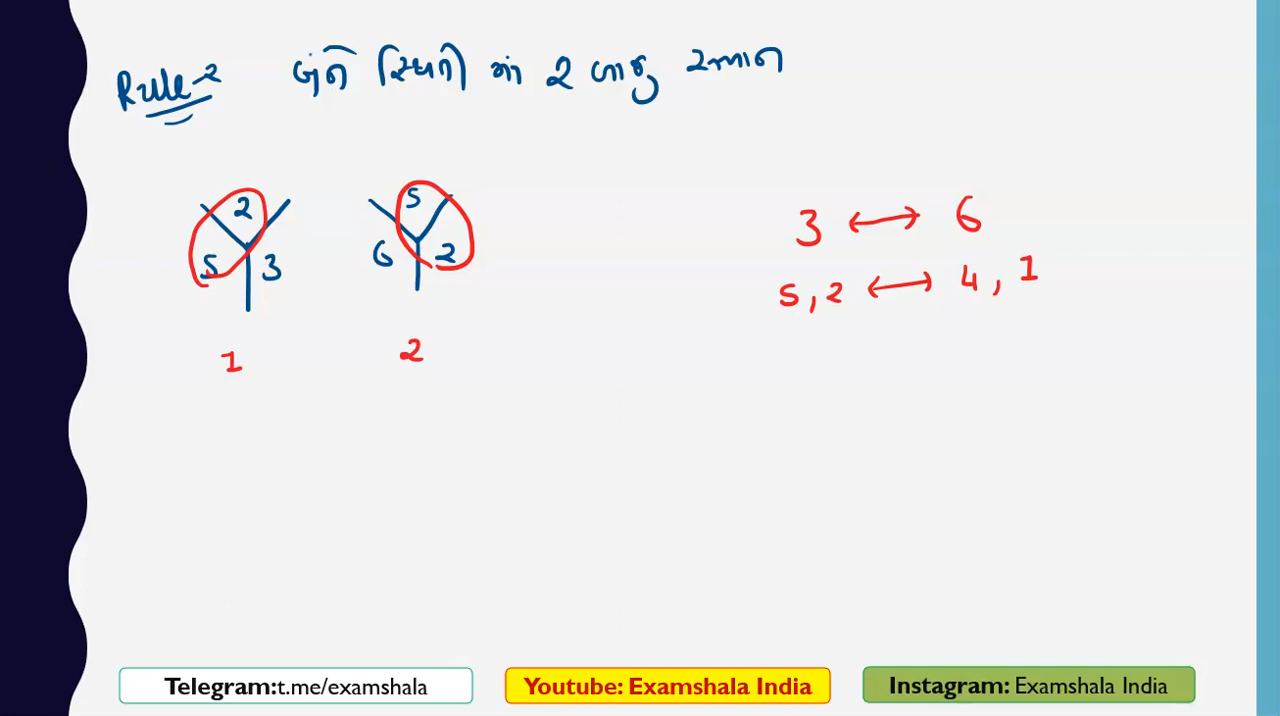 Rule-2 બંને સ્થિતિ માં 2 બાજુ સમાન
2 5 3
5 6 2
3 ↔ 6
5, 2 ↔ 4, 1
1 2
Telegram:t.me/examshala Youtube: Examshala India Instagram: Examshala India